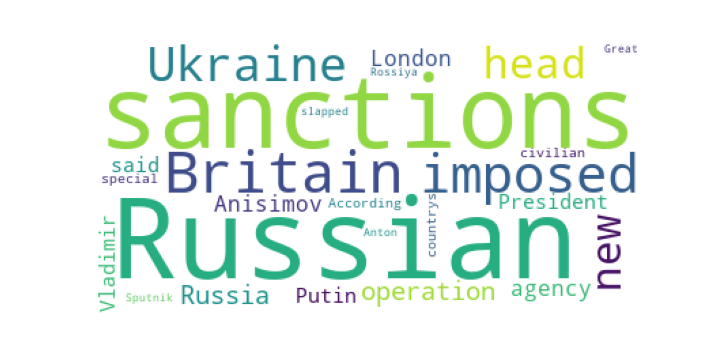 Great
Ukraine London head
Rossiya
sanctions
slapped
said Britain imposed civilian
special
Anisimov According President
Russian new
Vladimir Anton countrys
Sputnik Russia Putin operation agency